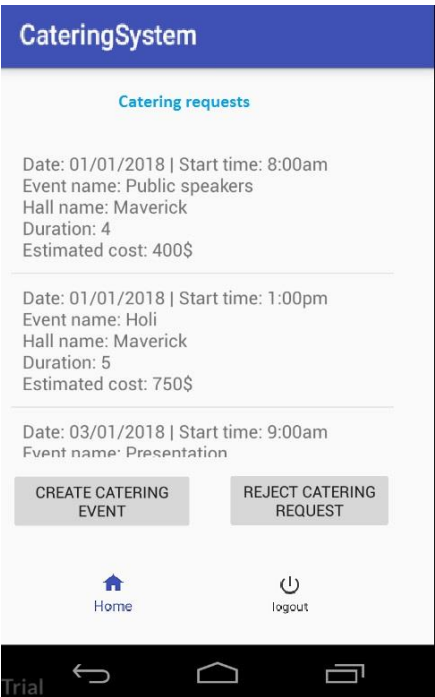 CateringSystem
Catering requests
Date: 01/01/2018 | Start time: 8:00am
Event name: Public speakers
Hall name: Maverick
Duration: 4
Estimated cost: 400$
Date: 01/01/2018 | Start time: 1:00pm
Event name: Holi
Hall name: Maverick
Duration: 5
Estimated cost: 750$
Date: 03/01/2018 | Start time: 9:00am
Event name: Presentation
CREATE CATERING
EVENT
REJECT CATERING
REQUEST
Home
logout
Trial